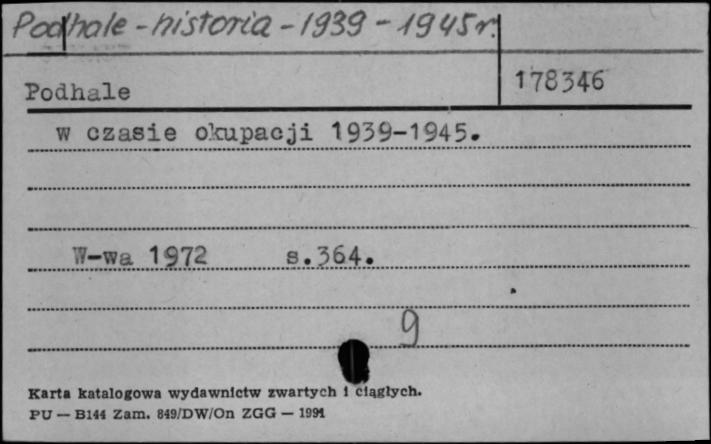 Podhale - historia - 1939 - 1945 r.
Podhale 178346
w czasie okupacji 1939-1945.
W-wa 1972 s.364.
9
Karta katalogowa wydawnictw zwartych i ciągłych.
PU — B144 Zam. 849/DW/On ZGG — 1991